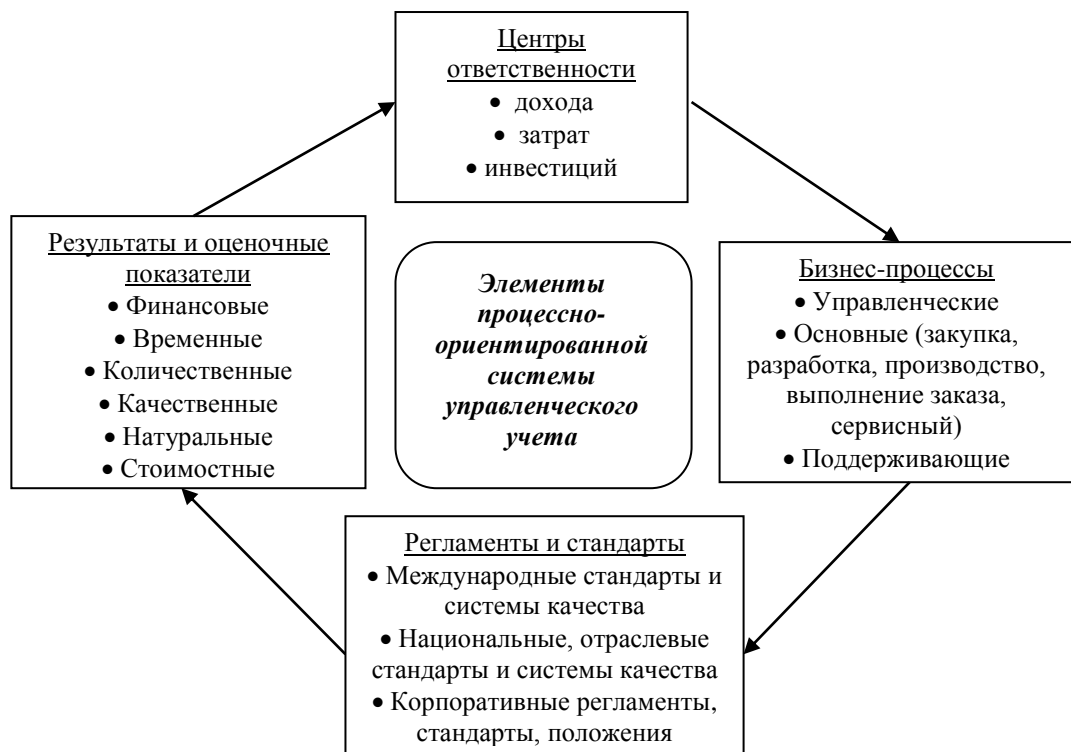 Центры
ответственности
• дохода
• затрат
• инвестиций
Результаты и оценочные
показатели
• Финансовые
• Временные
• Количественные
• Качественные
• Натуральные
• Стоимостные
Элементы
процессно-
ориентированной
системы
управленческого
учета
Бизнес-процессы
• Управленческие
• Основные (закупка,
разработка, производство,
выполнение заказа,
сервисный)
• Поддерживающие
Регламенты и стандарты
• Международные стандарты и
системы качества
• Национальные, отраслевые
стандарты и системы качества
• Корпоративные регламенты,
стандарты, положения